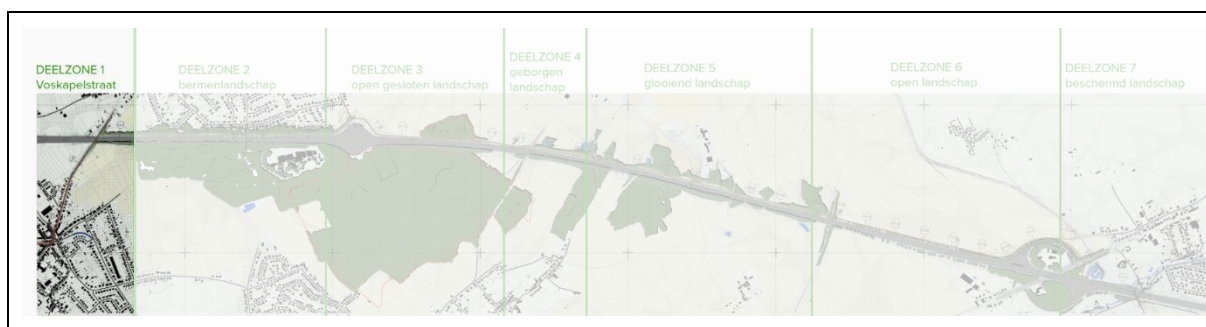 DEELZONE 1
Voskapelstraat
DEELZONE 2
bermenlandschap
DEELZONE 3
open gesloten landschap
DEELZONE 4
geborgen
landschap
DEELZONE 5
glooiend landschap
DEELZONE 6
open landschap
DEELZONE 7
beschermd landschap